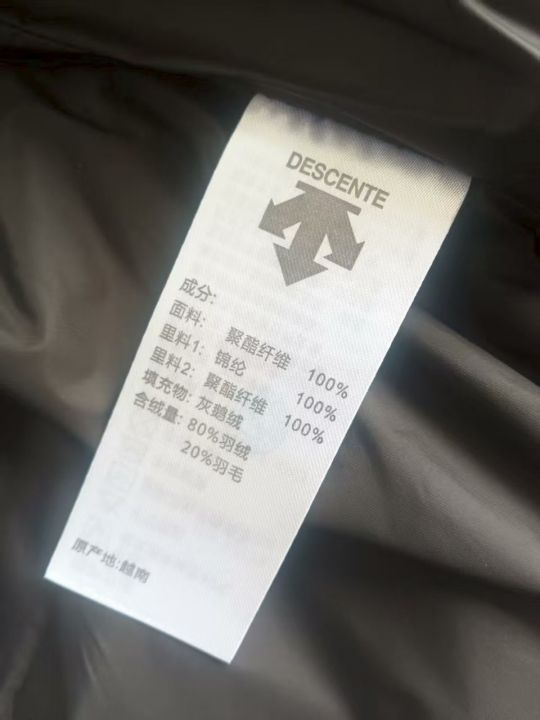 DESCENTE
成分:
面料: 聚酯纤维 100%
里料1: 锦纶 100%
里料2: 聚酯纤维 100%
填充物: 灰鹅绒
含绒量: 80%羽绒
20%羽毛
原产地:越南